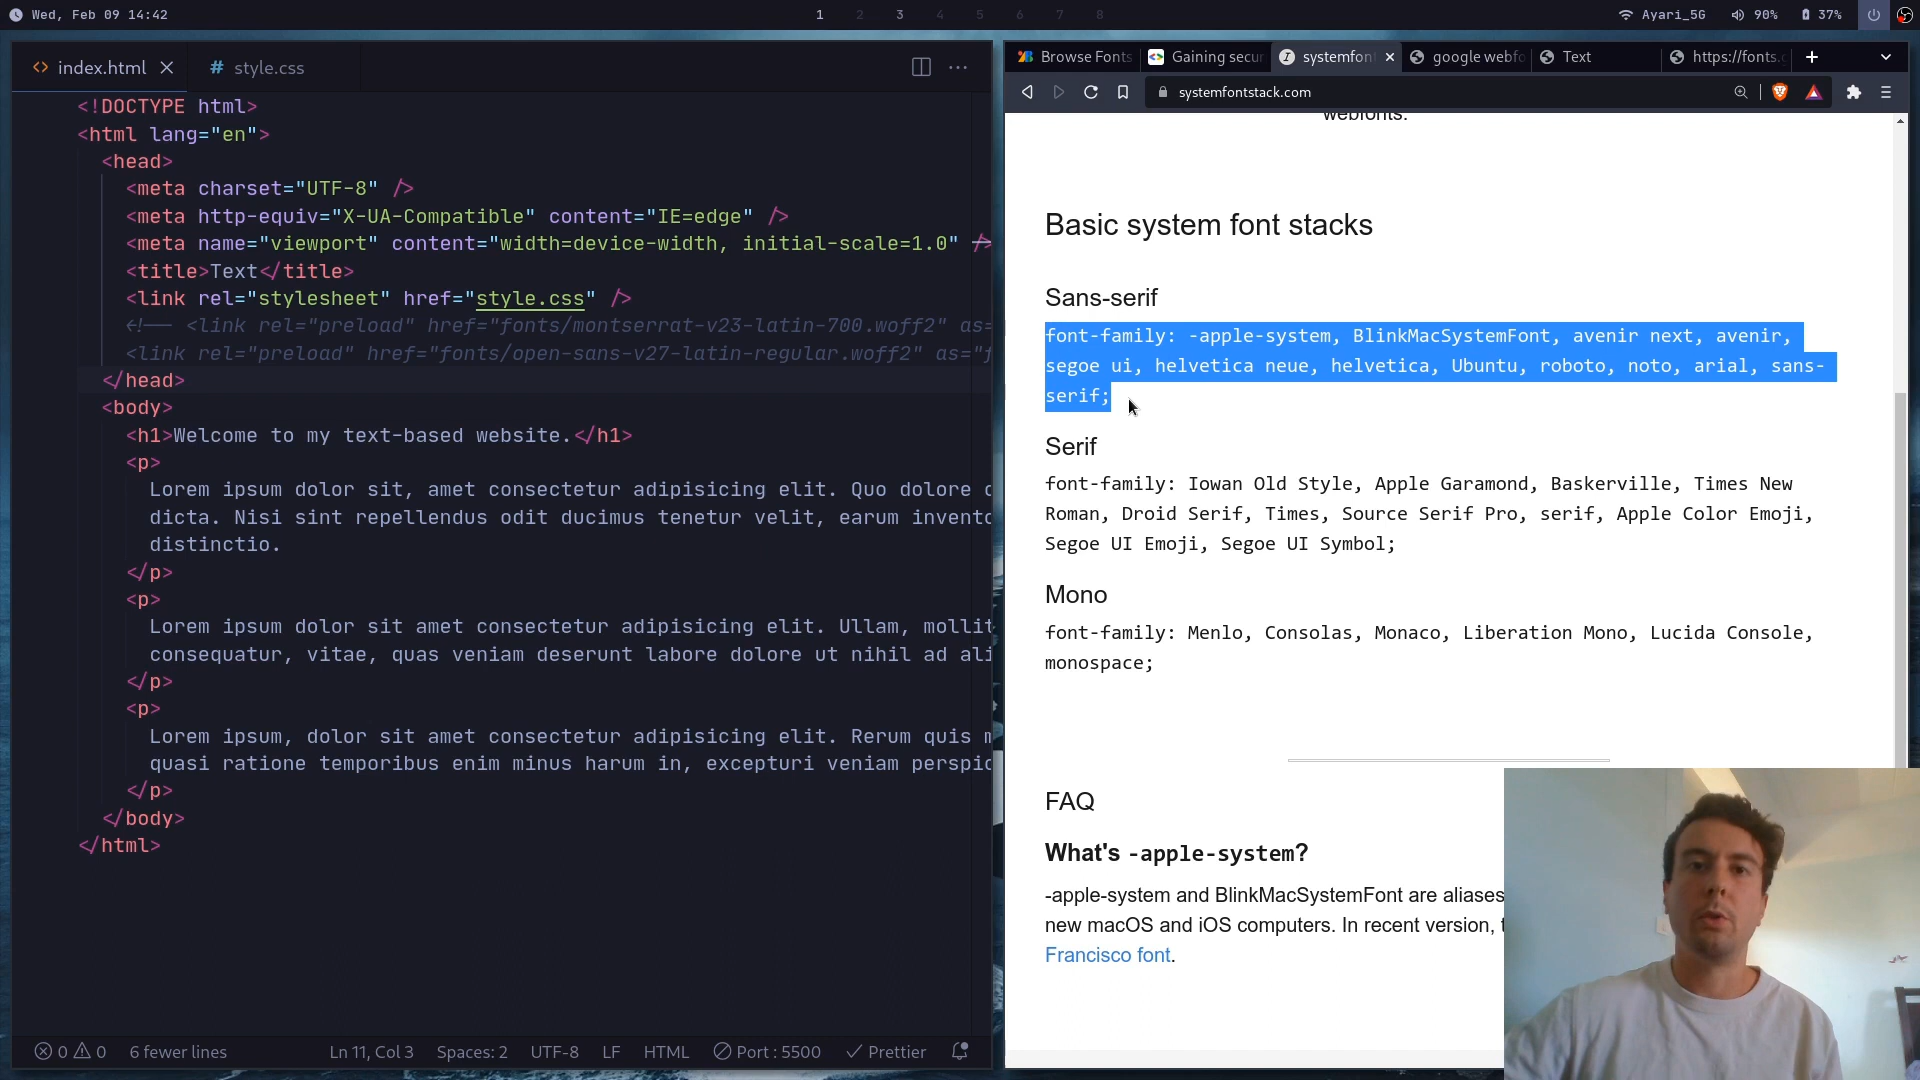 Wed, Feb 09 14:42
1 2 3 4 5 6 7 8
Ayari_5G 90% 37%
index.html
# style.css
<!DOCTYPE html>
<html lang="en">
<head>
<meta charset="UTF-8" />
<meta http-equiv="X-UA-Compatible" content="IE=edge" />
<meta name="viewport" content="width=device-width, initial-scale=1.0" />
<title>Text</title>
<link rel="stylesheet" href="style.css" />
<!-- <link rel="preload" href="fonts/montserrat-v23-latin-700.woff2" as=
<link rel="preload" href="fonts/open-sans-v27-latin-regular.woff2" as="f
</head>
<body>
<h1>Welcome to my text-based website.</h1>
<p>
Lorem ipsum dolor sit, amet consectetur adipisicing elit. Quo dolore
dicta. Nisi sint repellendus odit ducimus tenetur velit, earum invento
distinctio.
</p>
<p>
Lorem ipsum dolor sit amet consectetur adipisicing elit. Ullam, mollit
consequatur, vitae, quas veniam deserunt labore dolore ut nihil ad ali
</p>
<p>
Lorem ipsum, dolor sit amet consectetur adipisicing elit. Rerum quis
quasi ratione temporibus enim minus harum in, excepturi veniam perspic
</p>
</body>
</html>
0 0 6 fewer lines Ln 11, Col 3 Spaces: 2 UTF-8 LF HTML Port : 5500 Prettier
Browse Fonts Gaining secur systemfon google webfo Text https://fonts.g
systemfontstack.com
webfonts.
Basic system font stacks
Sans-serif
font-family: -apple-system, BlinkMacSystemFont, avenir next, avenir,
segoe ui, helvetica neue, helvetica, Ubuntu, roboto, noto, arial, sans-
serif;
Serif
font-family: Iowan Old Style, Apple Garamond, Baskerville, Times New
Roman, Droid Serif, Times, Source Serif Pro, serif, Apple Color Emoji,
Segoe UI Emoji, Segoe UI Symbol;
Mono
font-family: Menlo, Consolas, Monaco, Liberation Mono, Lucida Console,
monospace;
FAQ
What's -apple-system?
-apple-system and BlinkMacSystemFont are aliases
new macOS and iOS computers. In recent version, t
Francisco font.